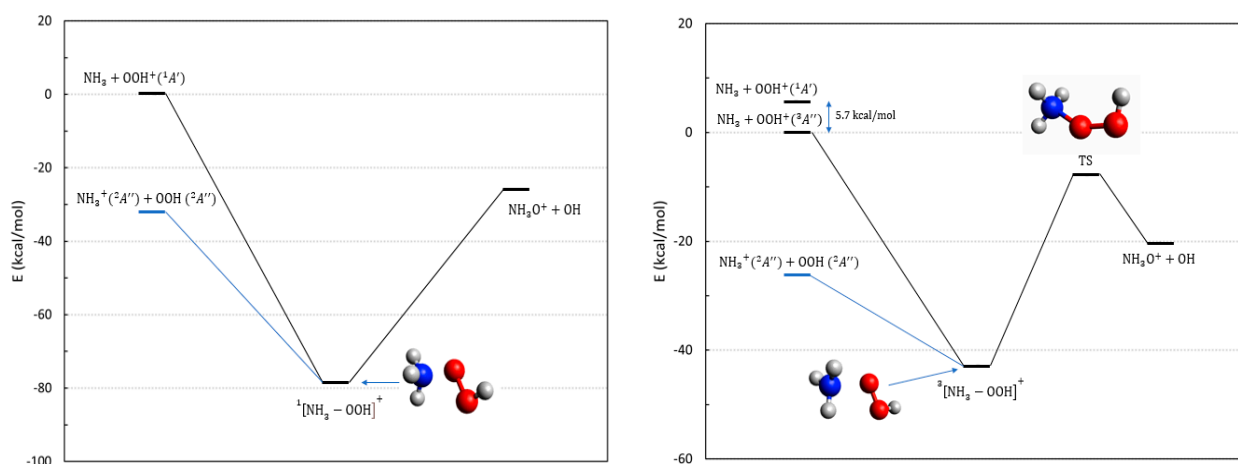 20
0
-20
-40
-60
-80
-100
E (kcal/mol)
NH₃ + OOH⁺(¹A′)
NH₃⁺(²A′′) + OOH (²A′′)
NH₃O⁺ + OH
¹[NH₃ − OOH]⁺
20
0
-20
-40
-60
E (kcal/mol)
NH₃ + OOH⁺(¹A′)
5.7 kcal/mol
NH₃ + OOH⁺(³A′′)
TS
NH₃⁺(²A′′) + OOH (²A′′)
NH₃O⁺ + OH
³[NH₃ − OOH]⁺